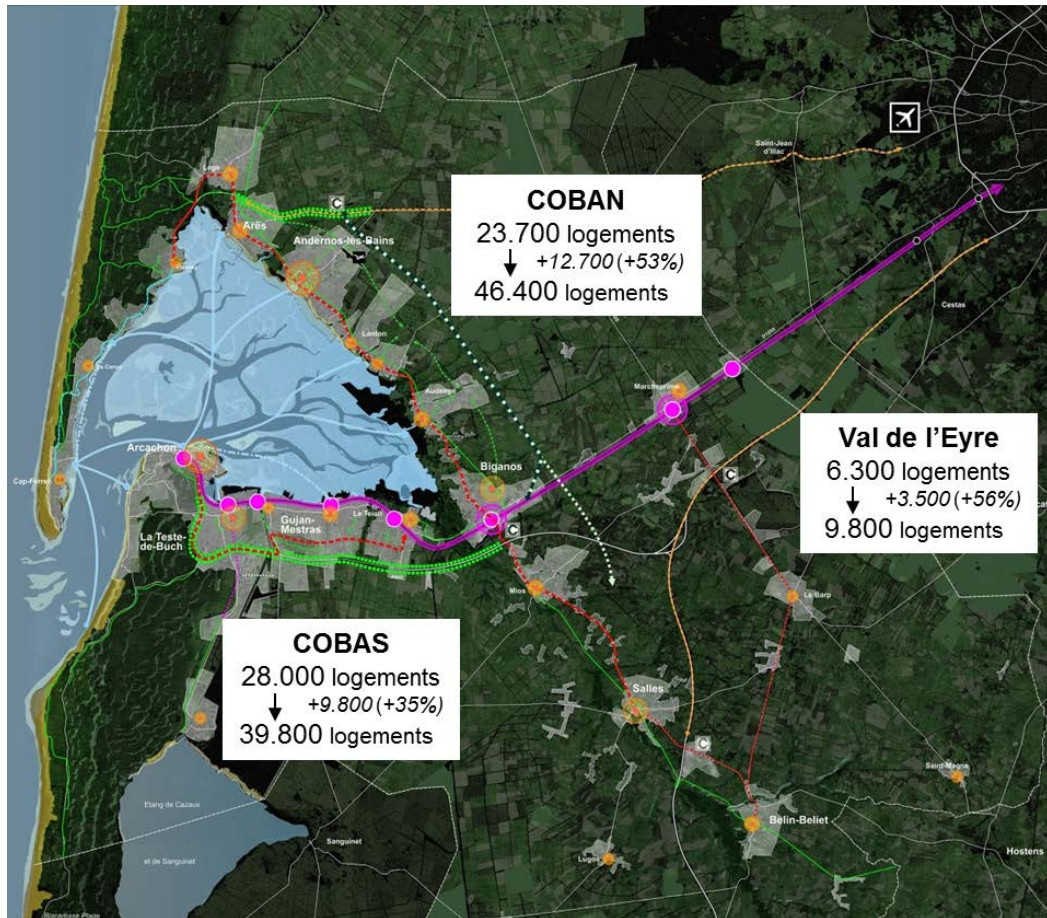 Saint-Jean
d'Illac
Lège
C
Arès
Andernos-les-Bains
COBAN
23.700 logements
+12.700 (+53%)
46.400 logements
Cestas
Lanton
Audenge
Marcheprime
Arcachon
Biganos
C
Val de l'Eyre
6.300 logements
+3.500 (+56%)
9.800 logements
Cap-Ferret
Le Teich
Gujan-
Mestras
C
La Teste-
de-Buch
Mios
Le Barp
COBAS
28.000 logements
+9.800 (+35%)
39.800 logements
Salles
C
Saint-Magne
Etang de Cazaux
et de Sanguinet
Sanguinet
Belin-Beliet
Lugos
Hostens
Biscarosse Plage